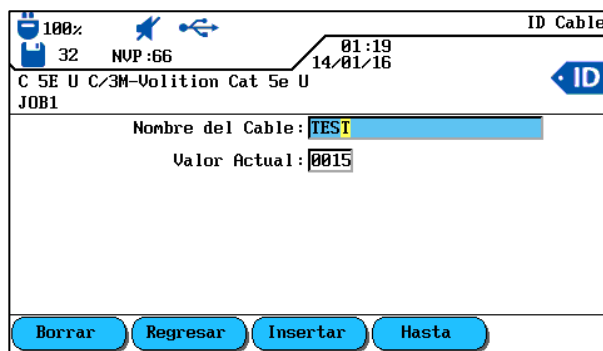 100% ID Cable
32 NVP:66 01:19
14/01/16
C 5E U C/3M-Volition Cat 5e U
JOB1
ID
Nombre del Cable: TEST
Valor Actual: 0015
Borrar Regresar Insertar Hasta